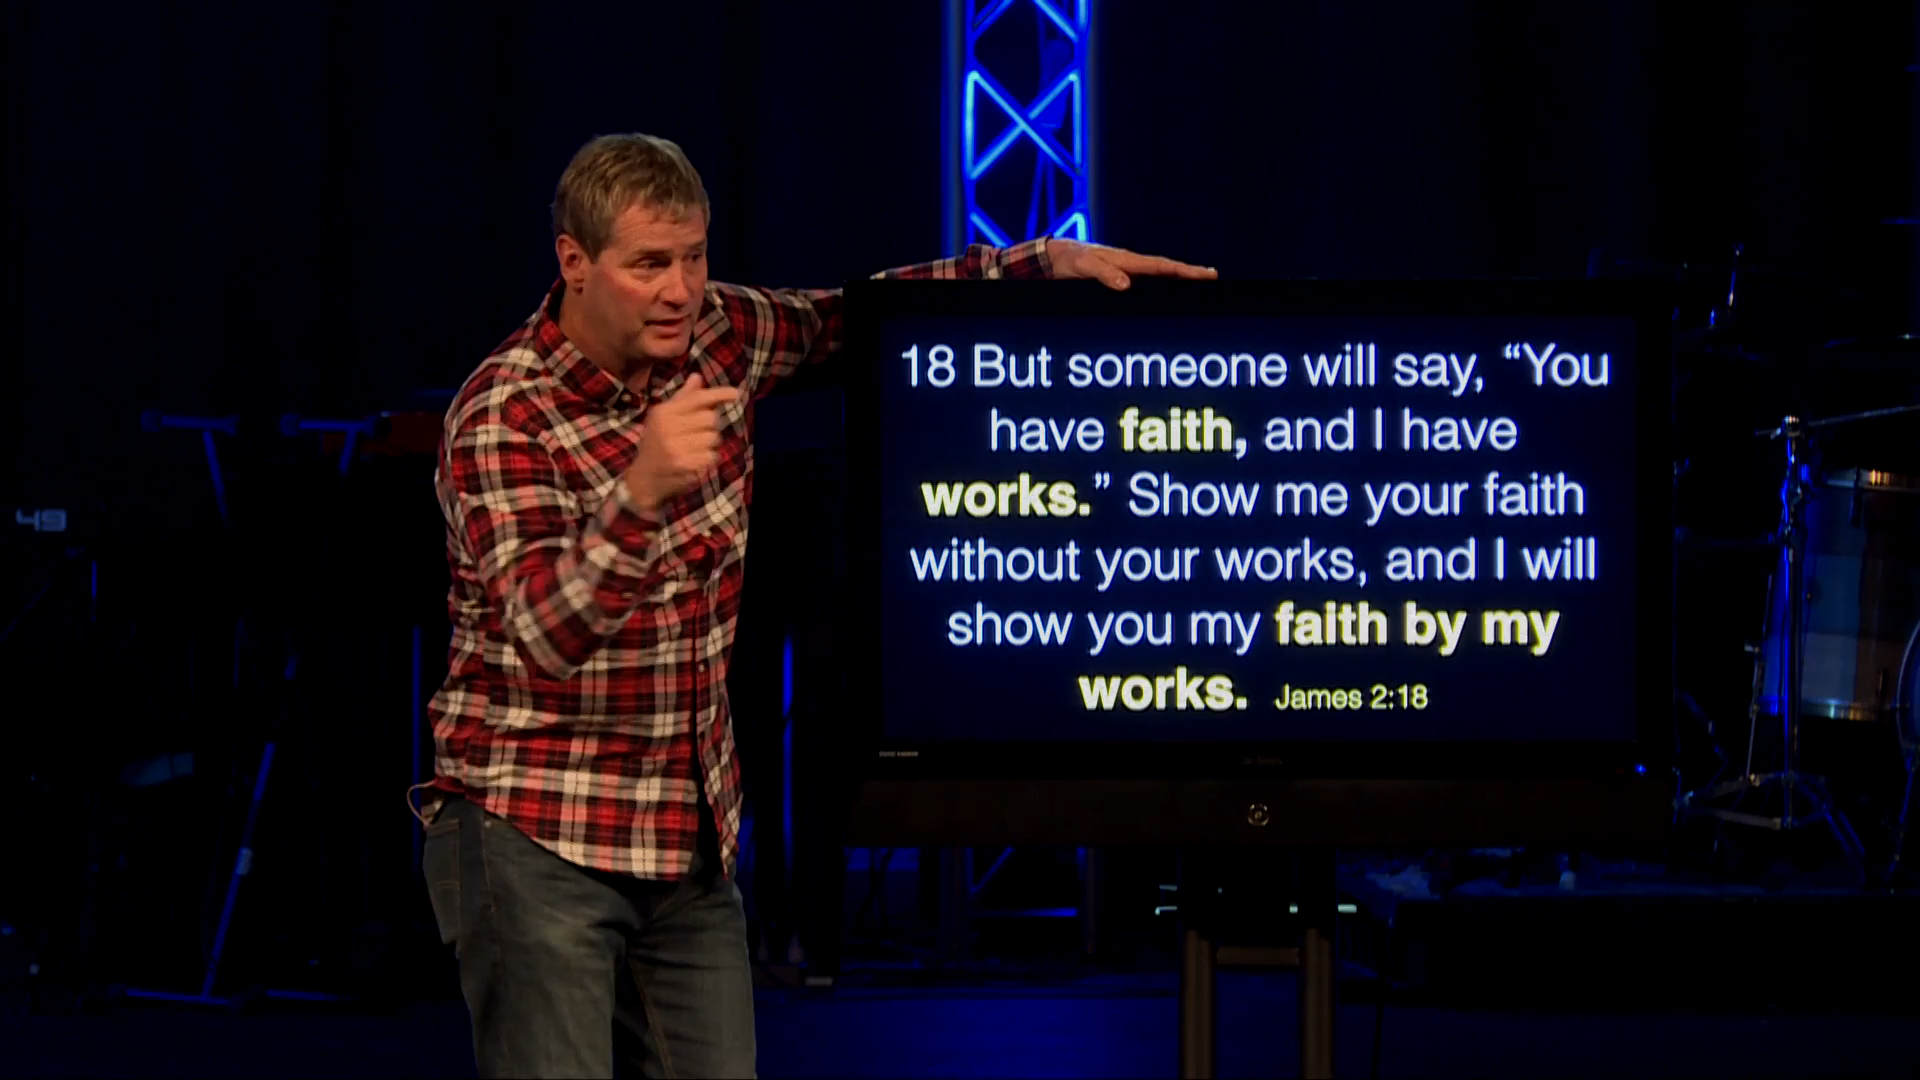 18 But someone will say, “You
have faith, and I have
works.” Show me your faith
without your works, and I will
show you my faith by my
works. James 2:18
49